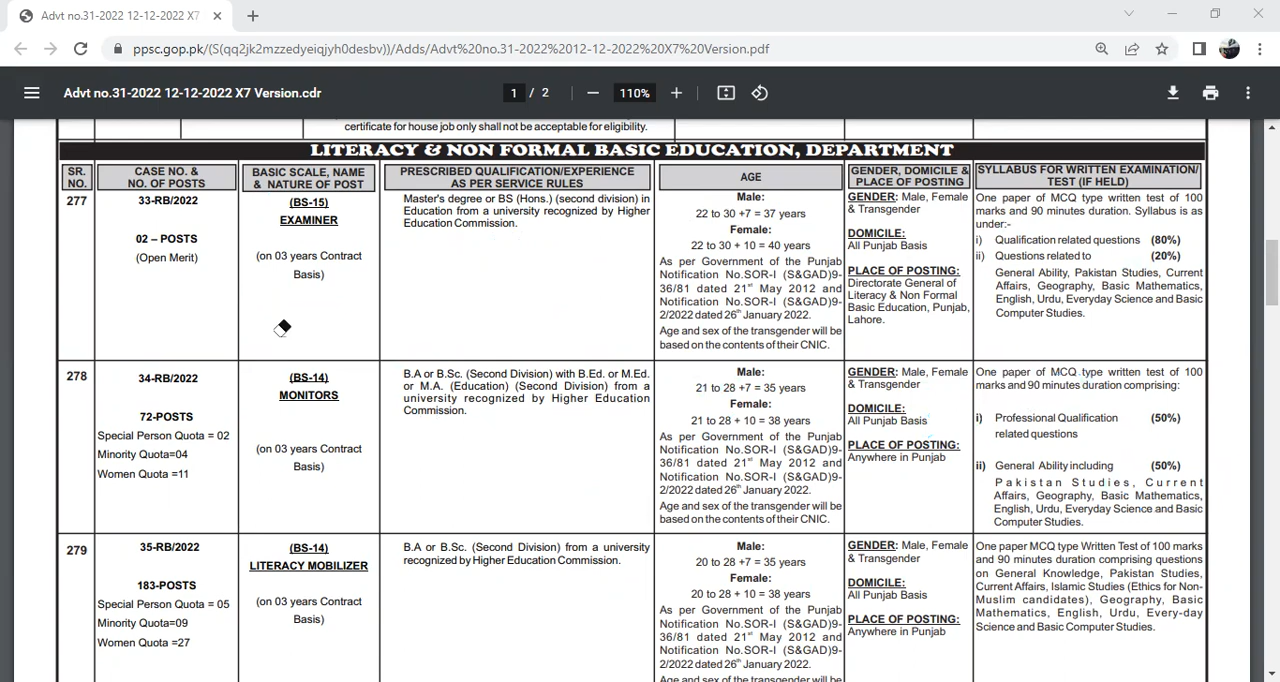 Advt no.31-2022 12-12-2022 X7
ppsc.gop.pk/(S(qq2jk2mzzedyeiqjyh0desbv))/Adds/Advt%20no.31-2022%2012-12-2022%20X7%20Version.pdf
Advt no.31-2022 12-12-2022 X7 Version.cdr
1 / 2
110%
certificate for house job only shall not be acceptable for eligibility.
LITERACY & NON FORMAL BASIC EDUCATION, DEPARTMENT
SR. NO.
CASE NO. &
NO. OF POSTS
BASIC SCALE, NAME
& NATURE OF POST
PRESCRIBED QUALIFICATION/EXPERIENCE
AS PER SERVICE RULES
AGE
GENDER, DOMICILE &
PLACE OF POSTING
SYLLABUS FOR WRITTEN EXAMINATION/
TEST (IF HELD)
277
33-RB/2022
02 – POSTS
(Open Merit)
(BS-15)
EXAMINER
(on 03 years Contract
Basis)
Master's degree or BS (Hons.) (second division) in
Education from a university recognized by Higher
Education Commission.
Male:
22 to 30 +7 = 37 years
Female:
22 to 30 + 10 = 40 years
As per Government of the Punjab
Notification No.SOR-I (S&GAD)9-
36/81 dated 21st May 2012 and
Notification No.SOR-I (S&GAD)9-
2/2022 dated 26th January 2022.
Age and sex of the transgender will be
based on the contents of their CNIC.
GENDER: Male, Female
& Transgender
DOMICILE:
All Punjab Basis
PLACE OF POSTING:
Directorate General of
Literacy & Non Formal
Basic Education, Punjab,
Lahore.
One paper of MCQ type written test of 100
marks and 90 minutes duration. Syllabus is as
under:-
i) Qualification related questions (80%)
ii) Questions related to (20%)
General Ability, Pakistan Studies, Current
Affairs, Geography, Basic Mathematics,
English, Urdu, Everyday Science and Basic
Computer Studies.
278
34-RB/2022
72-POSTS
Special Person Quota = 02
Minority Quota=04
Women Quota =11
(BS-14)
MONITORS
(on 03 years Contract
Basis)
B.A or B.Sc. (Second Division) with B.Ed. or M.Ed.
or M.A. (Education) (Second Division) from a
university recognized by Higher Education
Commission.
Male:
21 to 28 +7 = 35 years
Female:
21 to 28 + 10 = 38 years
As per Government of the Punjab
Notification No.SOR-I (S&GAD)9-
36/81 dated 21st May 2012 and
Notification No.SOR-I (S&GAD)9-
2/2022 dated 26th January 2022.
Age and sex of the transgender will be
based on the contents of their CNIC.
GENDER: Male, Female
& Transgender
DOMICILE:
All Punjab Basis
PLACE OF POSTING:
Anywhere in Punjab
One paper of MCQ type written test of 100
marks and 90 minutes duration comprising:
i) Professional Qualification (50%)
related questions
ii) General Ability including (50%)
Pakistan Studies, Current
Affairs, Geography, Basic Mathematics,
English, Urdu, Everyday Science and Basic
Computer Studies.
279
35-RB/2022
183-POSTS
Special Person Quota = 05
Minority Quota=09
Women Quota =27
(BS-14)
LITERACY MOBILIZER
(on 03 years Contract
Basis)
B.A or B.Sc. (Second Division) from a university
recognized by Higher Education Commission.
Male:
20 to 28 +7 = 35 years
Female:
20 to 28 + 10 = 38 years
As per Government of the Punjab
Notification No.SOR-I (S&GAD)9-
36/81 dated 21st May 2012 and
Notification No.SOR-I (S&GAD)9-
2/2022 dated 26th January 2022.
Age and sex of the transgender will be
GENDER: Male, Female
& Transgender
DOMICILE:
All Punjab Basis
PLACE OF POSTING:
Anywhere in Punjab
One paper MCQ type Written Test of 100 marks
and 90 minutes duration comprising questions
on General Knowledge, Pakistan Studies,
Current Affairs, Islamic Studies (Ethics for Non-
Muslim candidates), Geography, Basic
Mathematics, English, Urdu, Every-day
Science and Basic Computer Studies.